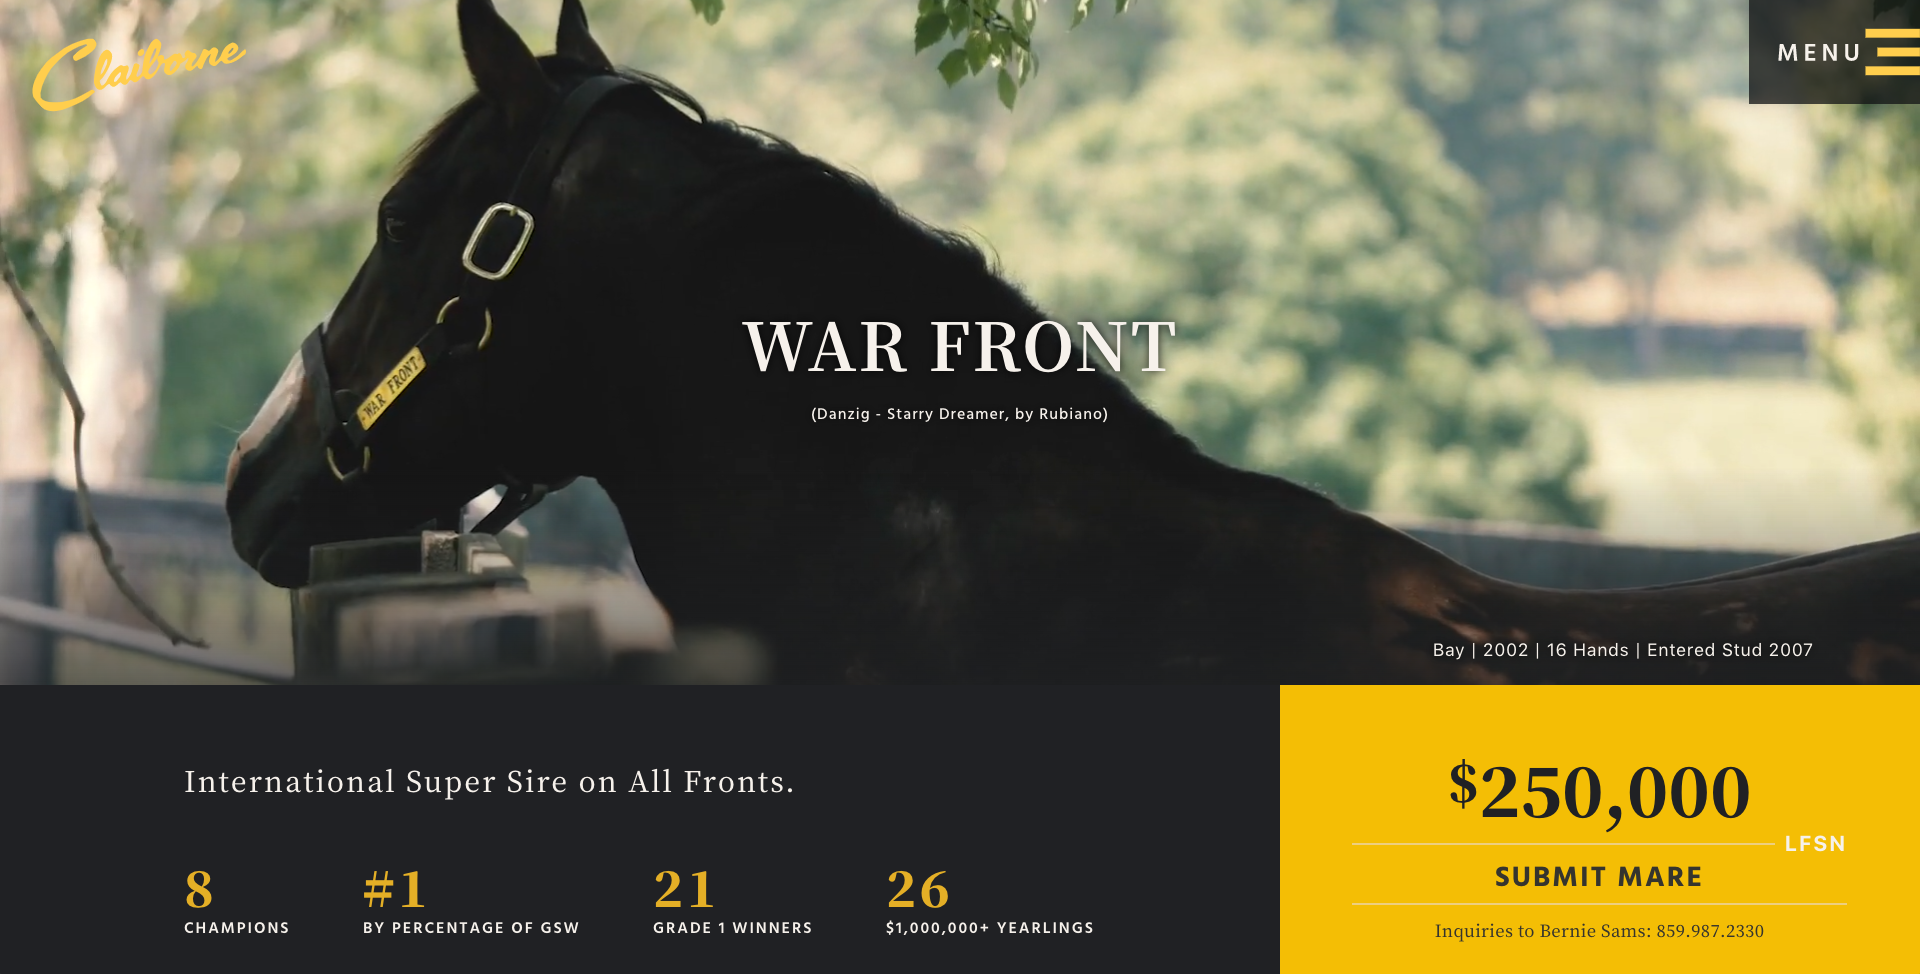 Claiborne
MENU
WAR FRONT
(Danzig - Starry Dreamer, by Rubiano)
-WAR FRONT-
Bay | 2002 | 16 Hands | Entered Stud 2007
International Super Sire on All Fronts.
8
CHAMPIONS
#1
BY PERCENTAGE OF GSW
21
GRADE 1 WINNERS
26
$1,000,000+ YEARLINGS
$250,000
LFSN
SUBMIT MARE
Inquiries to Bernie Sams: 859.987.2330